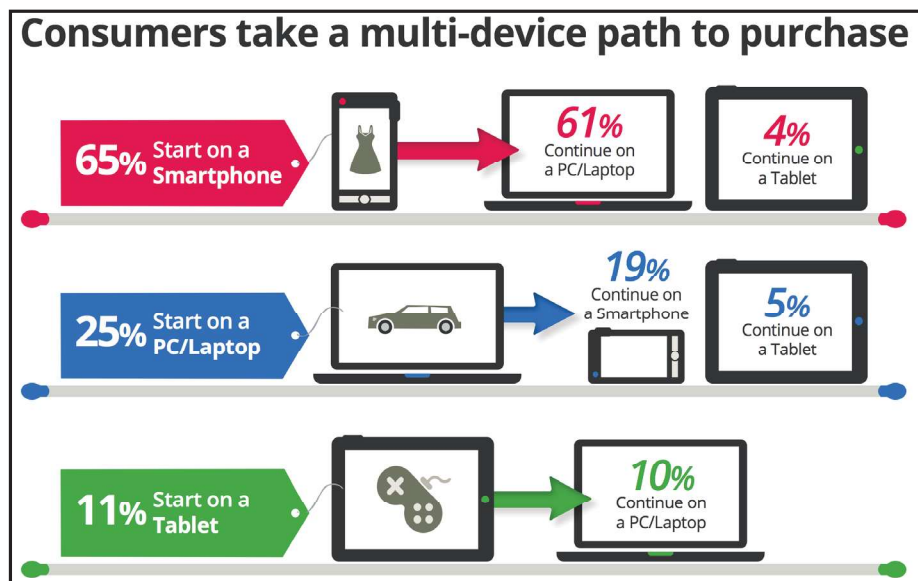 Consumers take a multi-device path to purchase
65% Start on a
Smartphone
61%
Continue on
a PC/Laptop
4%
Continue on
a Tablet
25% Start on a
PC/Laptop
19%
Continue on
a Smartphone
5%
Continue on
a Tablet
11% Start on a
Tablet
10%
Continue on
a PC/Laptop